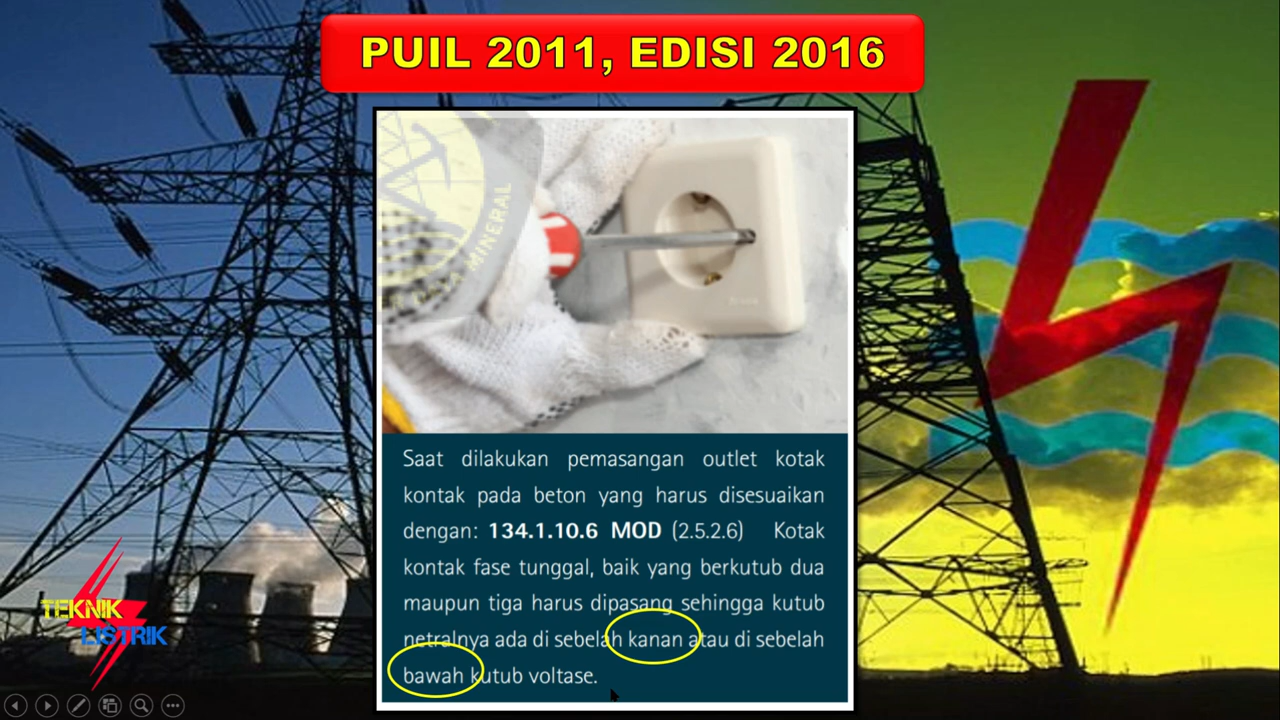 PUIL 2011, EDISI 2016
MINERAL
Saat dilakukan pemasangan outlet kotak
kontak pada beton yang harus disesuaikan
dengan: 134.1.10.6 MOD (2.5.2.6) Kotak
kontak fase tunggal, baik yang berkutub dua
maupun tiga harus dipasang sehingga kutub
netralnya ada di sebelah kanan atau di sebelah
bawah kutub voltase.
TEKNIK
LISTRIK